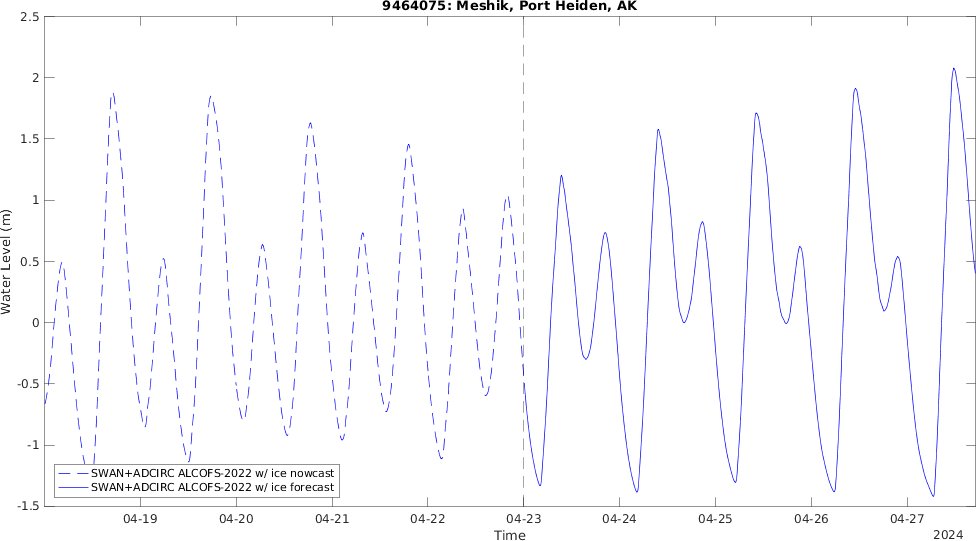 9464075: Meshik, Port Heiden, AK
2.5
2
1.5
1
0.5
0
-0.5
-1
-1.5
Water Level (m)
SWAN+ADCIRC ALCOFS-2022 w/ ice nowcast
SWAN+ADCIRC ALCOFS-2022 w/ ice forecast
04-19 04-20 04-21 04-22 04-23 04-24 04-25 04-26 04-27
Time
2024